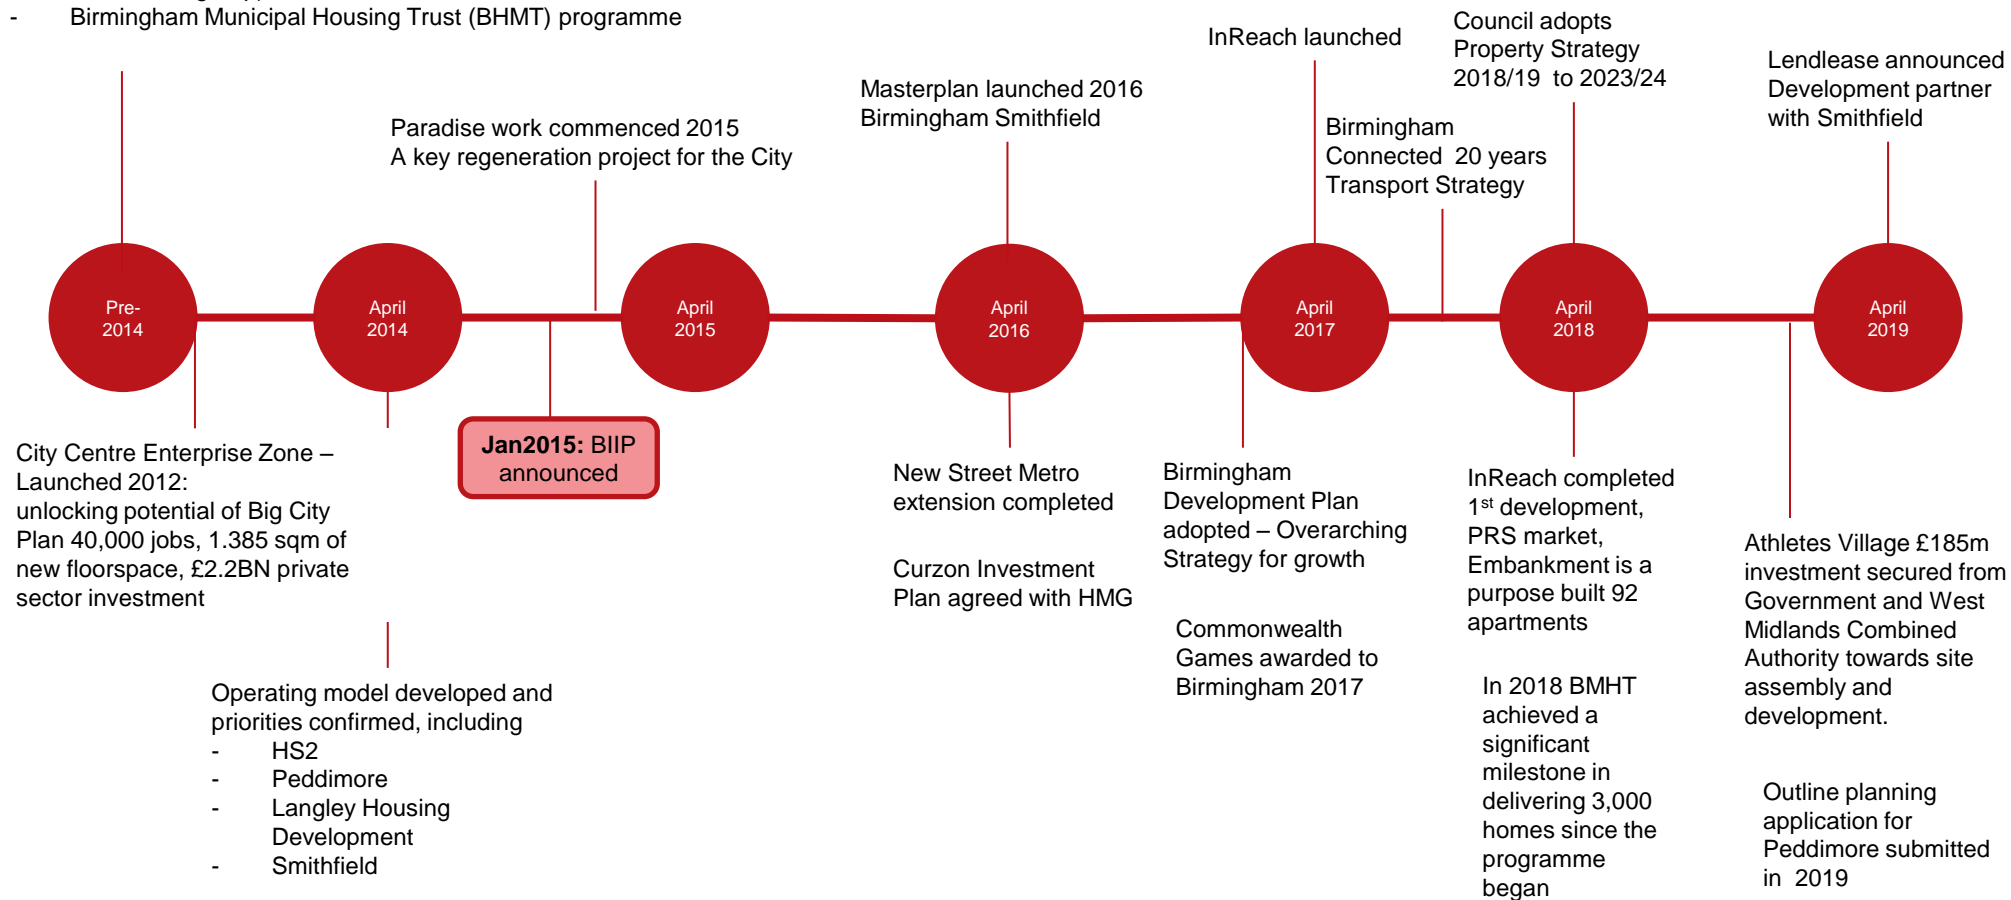 - Birmingham Municipal Housing Trust (BHMT) programme
InReach launched
Council adopts
Property Strategy
2018/19 to 2023/24
Lendlease announced
Development partner
with Smithfield
Masterplan launched 2016
Birmingham Smithfield
Paradise work commenced 2015
A key regeneration project for the City
Birmingham
Connected 20 years
Transport Strategy
Pre-
2014
April
2014
April
2015
April
2016
April
2017
April
2018
April
2019
City Centre Enterprise Zone –
Launched 2012:
unlocking potential of Big City
Plan 40,000 jobs, 1.385 sqm of
new floorspace, £2.2BN private
sector investment
Jan2015: BIIP
announced
New Street Metro
extension completed
Curzon Investment
Plan agreed with HMG
Birmingham
Development Plan
adopted – Overarching
Strategy for growth
Commonwealth
Games awarded to
Birmingham 2017
InReach completed
1st development,
PRS market,
Embankment is a
purpose built 92
apartments
In 2018 BMHT
achieved a
significant
milestone in
delivering 3,000
homes since the
programme
began
Athletes Village £185m
investment secured from
Government and West
Midlands Combined
Authority towards site
assembly and
development.
Outline planning
application for
Peddimore submitted
in 2019
Operating model developed and
priorities confirmed, including
- HS2
- Peddimore
- Langley Housing
Development
- Smithfield